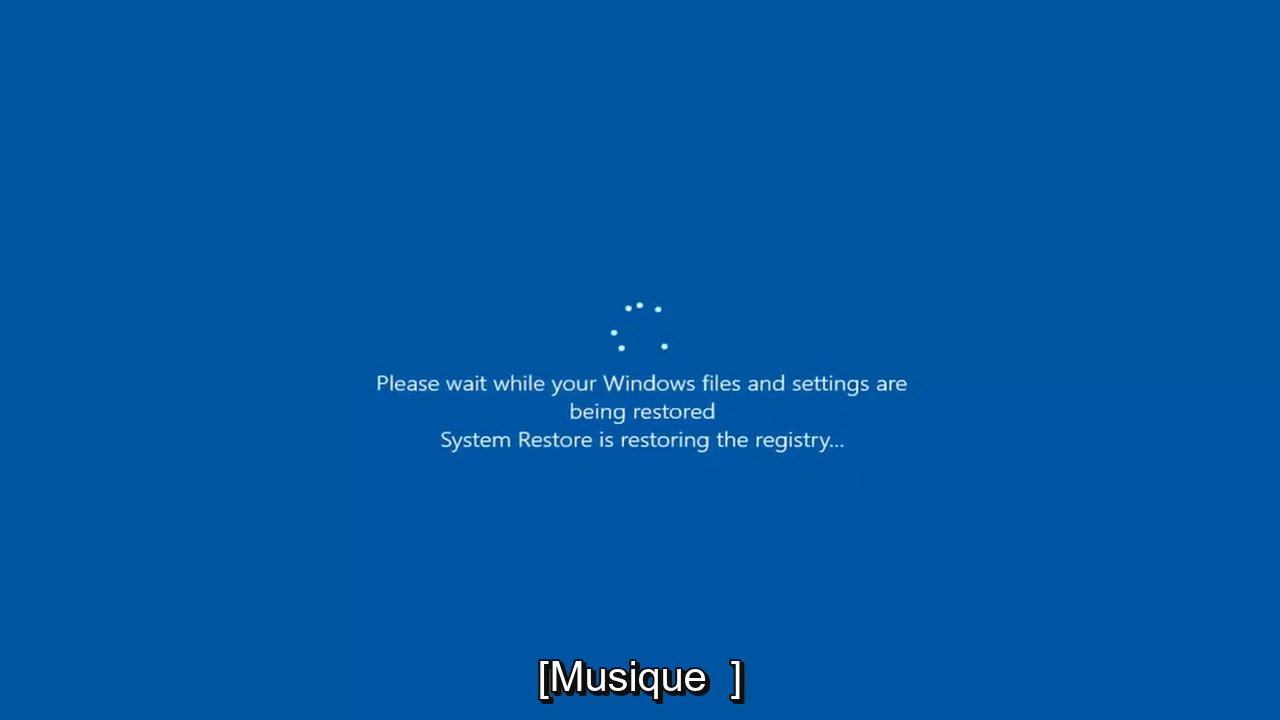 Please wait while your Windows files and settings are
being restored
System Restore is restoring the registry...
[Musique  ]